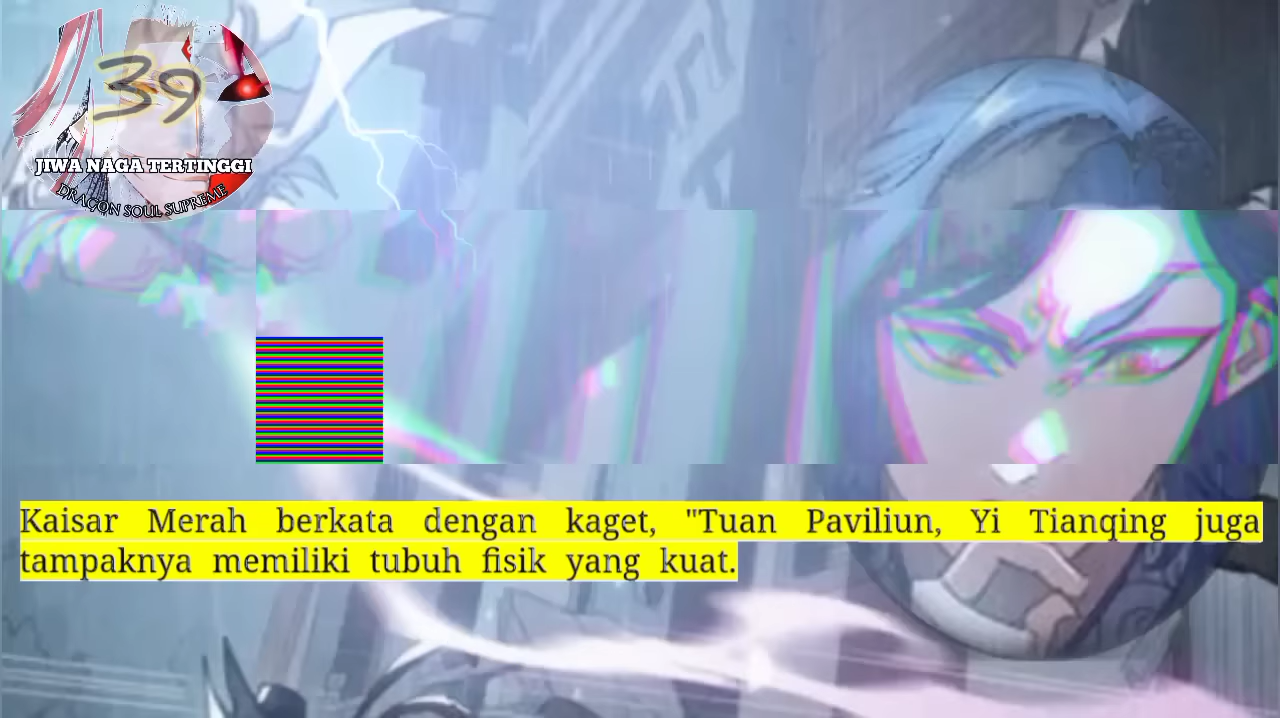 39
JIWA NAGA TERTINGGI
DRAGON SOUL SUPREME
Kaisar Merah berkata dengan kaget, "Tuan Paviliun, Yi Tianqing juga
tampaknya memiliki tubuh fisik yang kuat.